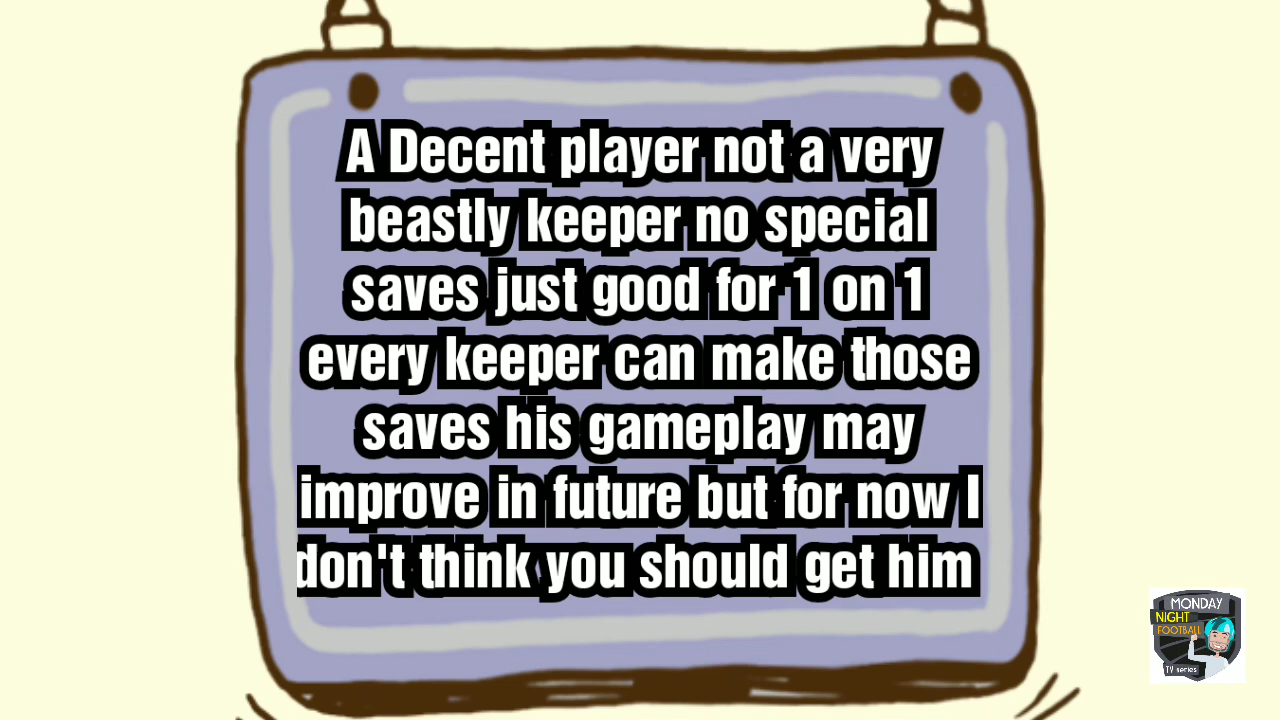 A Decent player not a very
beastly keeper no special
saves just good for 1 on 1
every keeper can make those
saves his gameplay may
improve in future but for now I
don't think you should get him
MONDAY
NIGHT
FOOTBALL
TV series